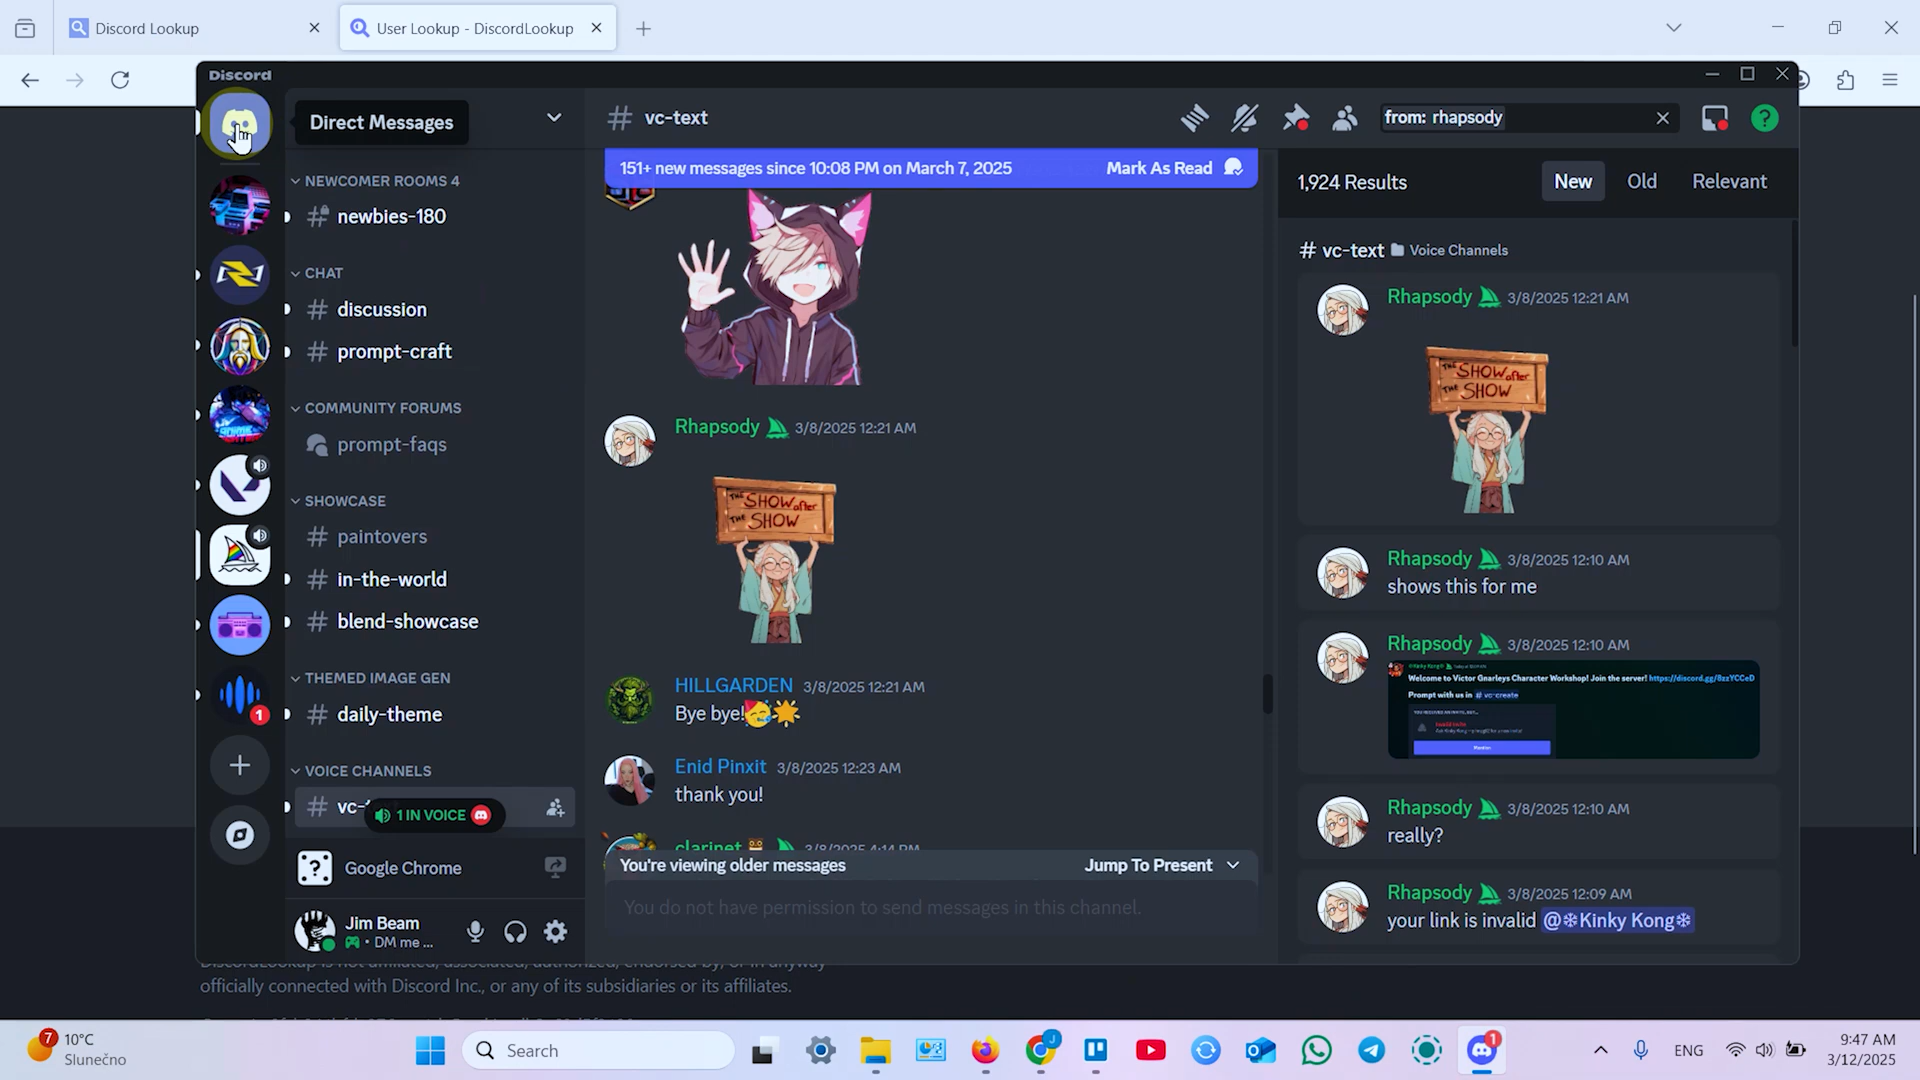 Discord Lookup
User Lookup - DiscordLookup
Discord
Direct Messages
NEWCOMER ROOMS 4
newbies-180
CHAT
discussion
prompt-craft
COMMUNITY FORUMS
prompt-faqs
SHOWCASE
paintovers
in-the-world
blend-showcase
THEMED IMAGE GEN
daily-theme
VOICE CHANNELS
vc-
1 IN VOICE
Google Chrome
Jim Beam
• DM me ...
1
vc-text
from: rhapsody
151+ new messages since 10:08 PM on March 7, 2025
Mark As Read
Rhapsody 3/8/2025 12:21 AM
THE SHOW after
THE SHOW
HILLGARDEN 3/8/2025 12:21 AM
Bye bye!
Enid Pinxit 3/8/2025 12:23 AM
thank you!
clarinet 3/8/2025 4:14 PM
You're viewing older messages
Jump To Present
You do not have permission to send messages in this channel.
1,924 Results
New
Old
Relevant
# vc-text Voice Channels
Rhapsody 3/8/2025 12:21 AM
THE SHOW after
THE SHOW
Rhapsody 3/8/2025 12:10 AM
shows this for me
Rhapsody 3/8/2025 12:10 AM
Welcome to Victor Gnarleys Character Workshop! Join the server! https://discord.gg/8zzYCCeD
Prompt with us in # vc-create
Rhapsody 3/8/2025 12:10 AM
really?
Rhapsody 3/8/2025 12:09 AM
your link is invalid @❄Kinky Kong❄
DiscordLookup is not affiliated, associated, authorized, endorsed by, or in anyway
officially connected with Discord Inc., or any of its subsidiaries or its affiliates.
7
10°C
Slunečno
Search
1
ENG
9:47 AM
3/12/2025